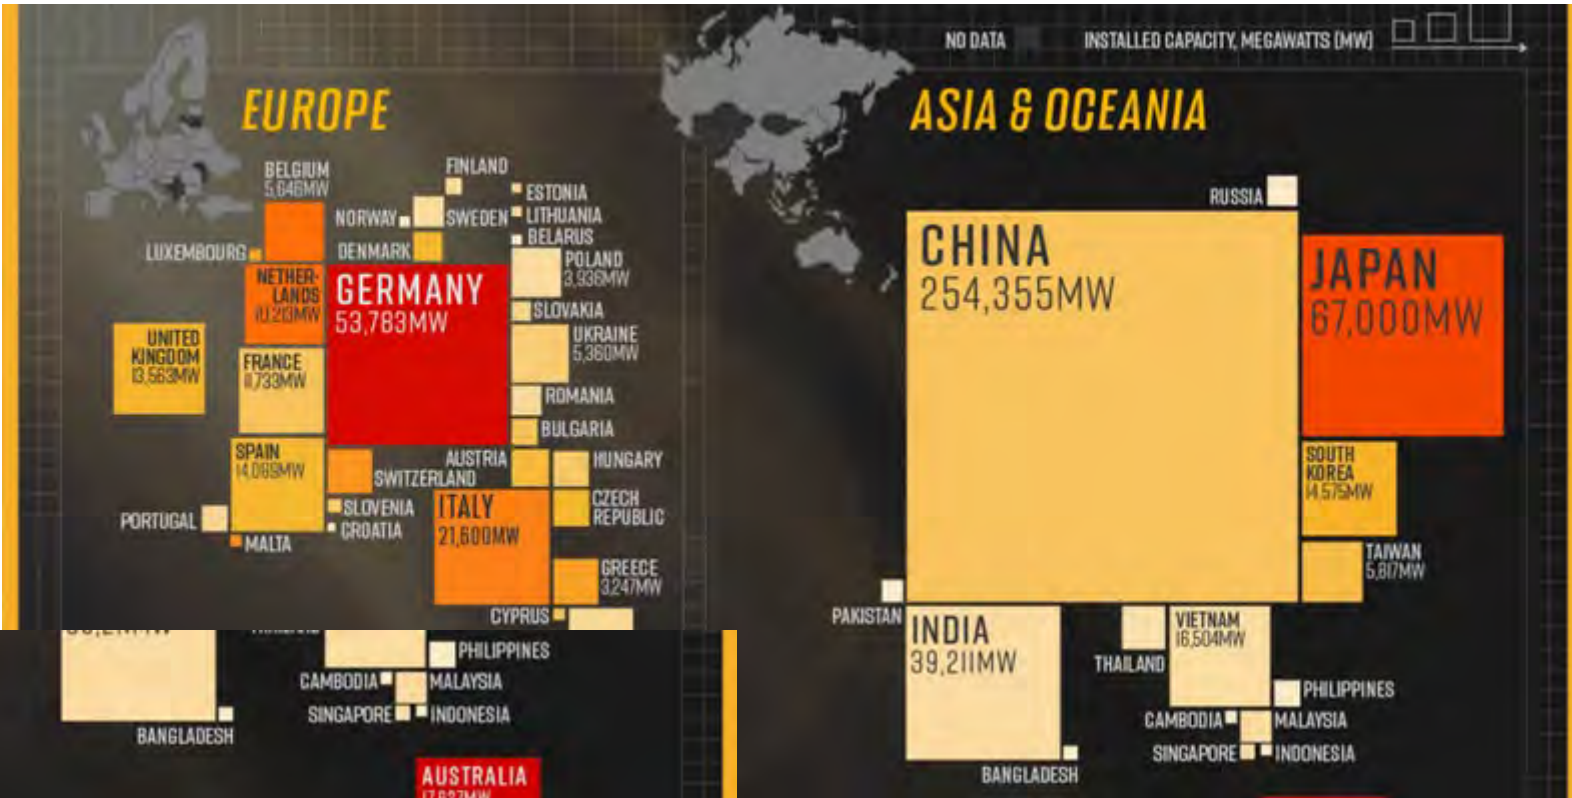 NO DATA
INSTALLED CAPACITY, MEGAWATTS (MW)
EUROPE
BELGIUM
5,646MW
FINLAND
ESTONIA
NORWAY
SWEDEN
LITHUANIA
BELARUS
LUXEMBOURG
DENMARK
POLAND
3,936MW
NETHER-
LANDS
10,213MW
GERMANY
53,783MW
SLOVAKIA
UKRAINE
5,360MW
UNITED
KINGDOM
13,563MW
FRANCE
11,733MW
ROMANIA
BULGARIA
SPAIN
14,089MW
SWITZERLAND
AUSTRIA
HUNGARY
SLOVENIA
CROATIA
ITALY
21,600MW
CZECH
REPUBLIC
PORTUGAL
MALTA
GREECE
3,247MW
CYPRUS
PHILIPPINES
CAMBODIA
MALAYSIA
SINGAPORE
INDONESIA
BANGLADESH
AUSTRALIA
ASIA & OCEANIA
RUSSIA
CHINA
254,355MW
JAPAN
67,000MW
SOUTH
KOREA
14,575MW
TAIWAN
5,817MW
PAKISTAN
INDIA
39,211MW
THAILAND
VIETNAM
16,504MW
PHILIPPINES
CAMBODIA
MALAYSIA
SINGAPORE
INDONESIA
BANGLADESH